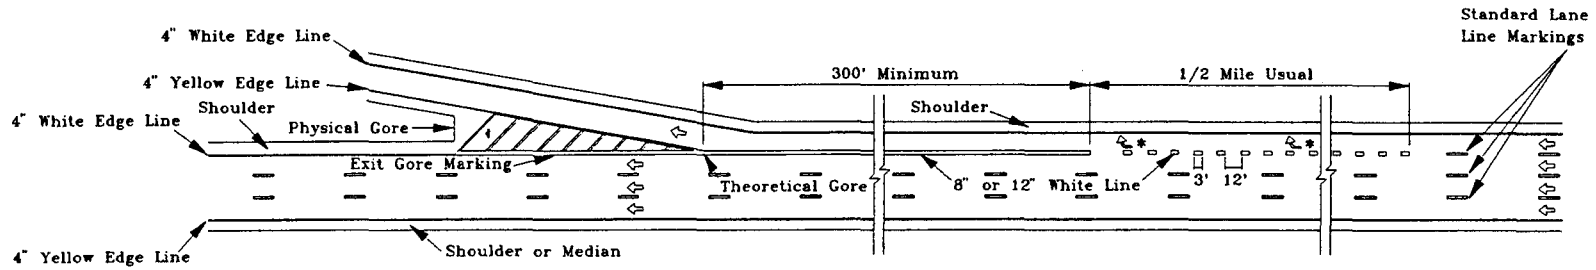 Standard Lane
Line Markings
4" White Edge Line
300' Minimum
1/2 Mile Usual
4" Yellow Edge Line
Shoulder
Shoulder
4" White Edge Line
Physical Gore
*
*
Exit Gore Marking
Theoretical Gore
8" or 12" White Line
3'
12'
Shoulder or Median
4" Yellow Edge Line